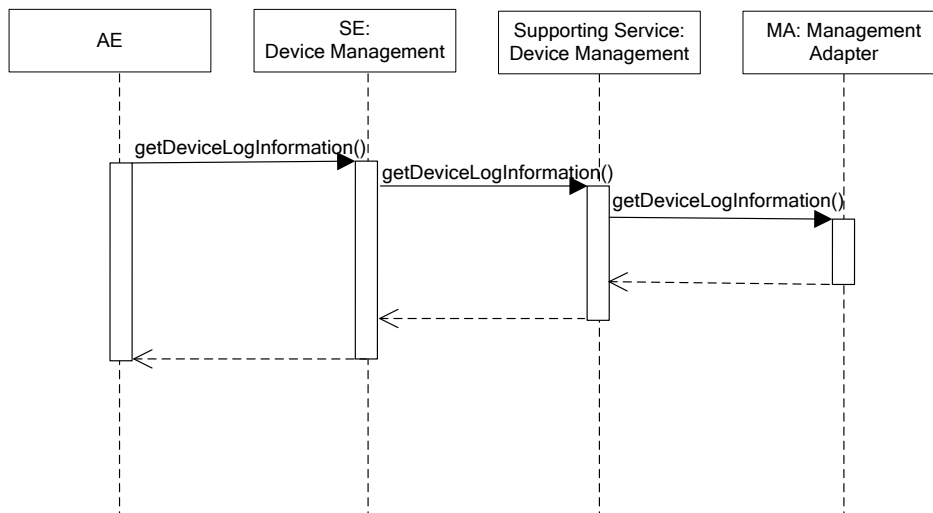 AE
SE:
Device Management
Supporting Service:
Device Management
MA: Management
Adapter
getDeviceLogInformation()
getDeviceLogInformation()
getDeviceLogInformation()